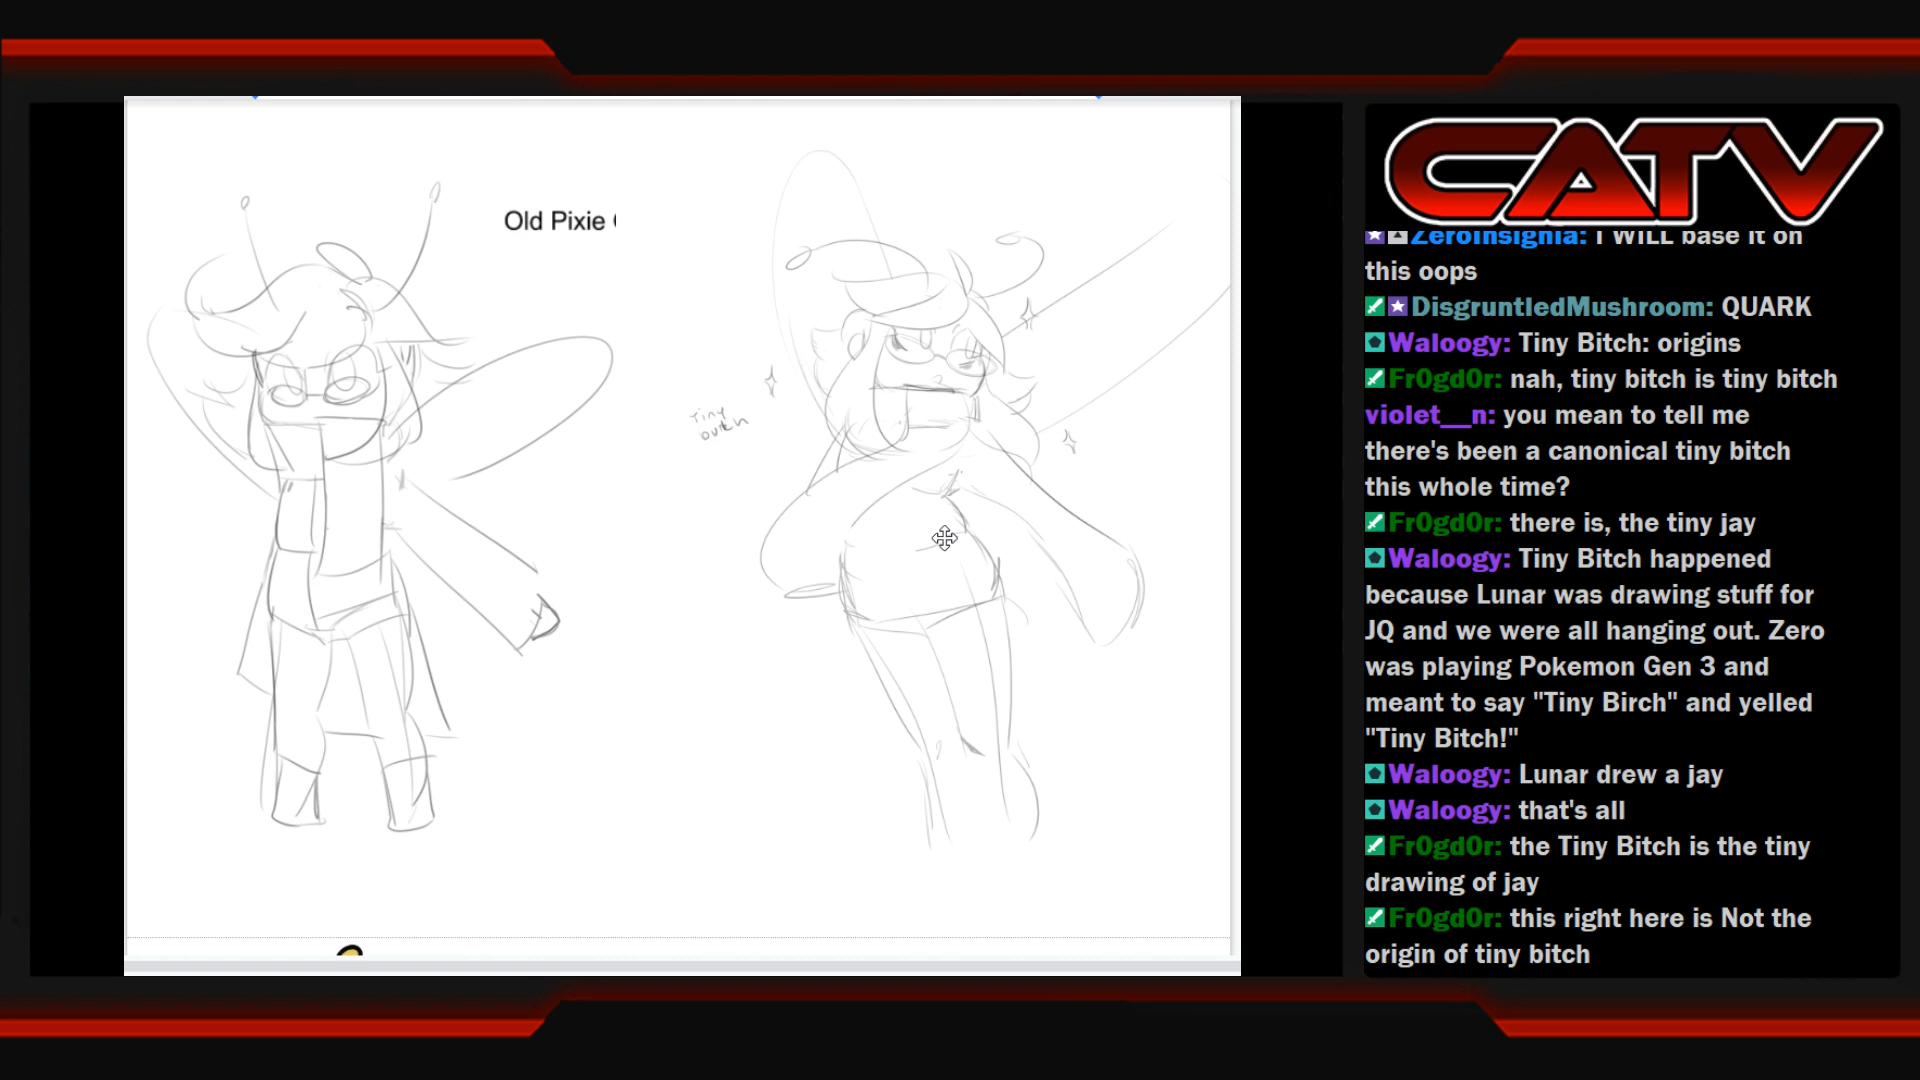 CATV
Old Pixie
Tiny
ZeroInsignia: I WILL base it on
this oops
DisgruntledMushroom: QUARK
Waloogy: Tiny Bitch: origins
Fr0gd0r: nah, tiny bitch is tiny bitch
violet__n: you mean to tell me
there's been a canonical tiny bitch
this whole time?
Fr0gd0r: there is, the tiny jay
Waloogy: Tiny Bitch happened
because Lunar was drawing stuff for
JQ and we were all hanging out. Zero
was playing Pokemon Gen 3 and
meant to say "Tiny Birch" and yelled
"Tiny Bitch!"
Waloogy: Lunar drew a jay
Waloogy: that's all
Fr0gd0r: the Tiny Bitch is the tiny
drawing of jay
Fr0gd0r: this right here is Not the
origin of tiny bitch